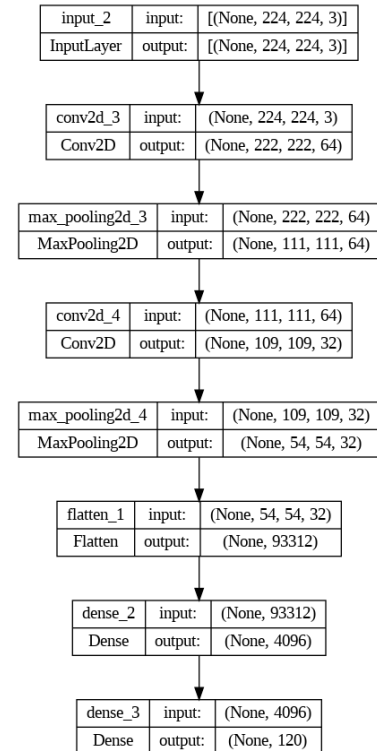 input_2 input: [(None, 224, 224, 3)]
InputLayer output: [(None, 224, 224, 3)]
conv2d_3 input: (None, 224, 224, 3)
Conv2D output: (None, 222, 222, 64)
max_pooling2d_3 input: (None, 222, 222, 64)
MaxPooling2D output: (None, 111, 111, 64)
conv2d_4 input: (None, 111, 111, 64)
Conv2D output: (None, 109, 109, 32)
max_pooling2d_4 input: (None, 109, 109, 32)
MaxPooling2D output: (None, 54, 54, 32)
flatten_1 input: (None, 54, 54, 32)
Flatten output: (None, 93312)
dense_2 input: (None, 93312)
Dense output: (None, 4096)
dense_3 input: (None, 4096)
Dense output: (None, 120)